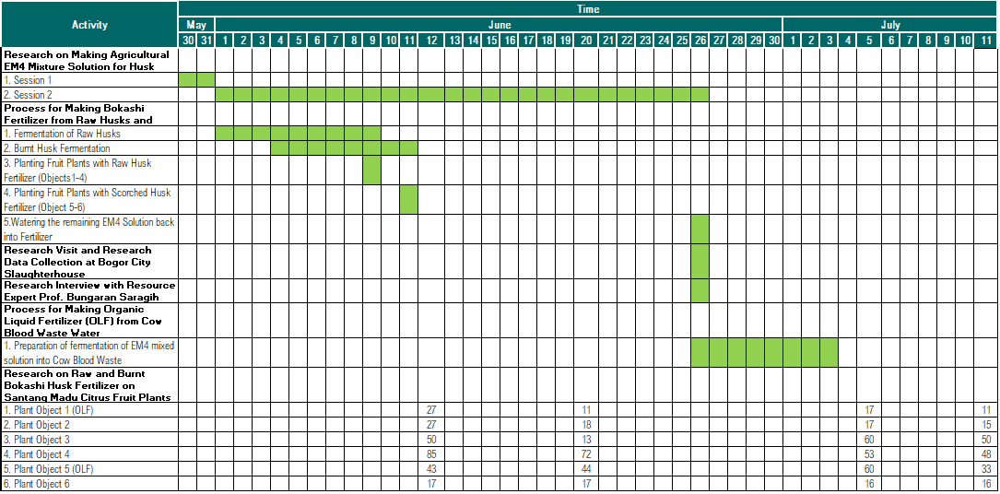 Activity
Time
May
June
July
30 31 1 2 3 4 5 6 7 8 9 10 11 12 13 14 15 16 17 18 19 20 21 22 23 24 25 26 27 28 29 30 1 2 3 4 5 6 7 8 9 10 11
Research on Making Agricultural
EM4 Mixture Solution for Husk
1. Session 1
2. Session 2
Process for Making Bokashi
Fertilizer from Raw Husks and
1. Fermentation of Raw Husks
2. Burnt Husk Fermentation
3. Planting Fruit Plants with Raw Husk
Fertilizer (Objects1-4)
4. Planting Fruit Plants with Scorched Husk
Fertilizer (Object 5-6)
5.Watering the remaining EM4 Solution back
into Fertilizer
Research Visit and Research
Data Collection at Bogor City
Slaughterhouse
Research Interview with Resource
Expert Prof. Bungaran Saragih
Process for Making Organic
Liquid Fertilizer (OLF) from Cow
Blood Waste Water
1. Preparation of fermentation of EM4 mixed
solution into Cow Blood Waste
Research on Raw and Burnt
Bokashi Husk Fertilizer on
Santang Madu Citrus Fruit Plants
1. Plant Object 1 (OLF) 27 11 17 11
2. Plant Object 2 27 18 17 15
3. Plant Object 3 50 13 60 50
4. Plant Object 4 85 72 53 48
5. Plant Object 5 (OLF) 43 44 60 33
6. Plant Object 6 17 17 16 16